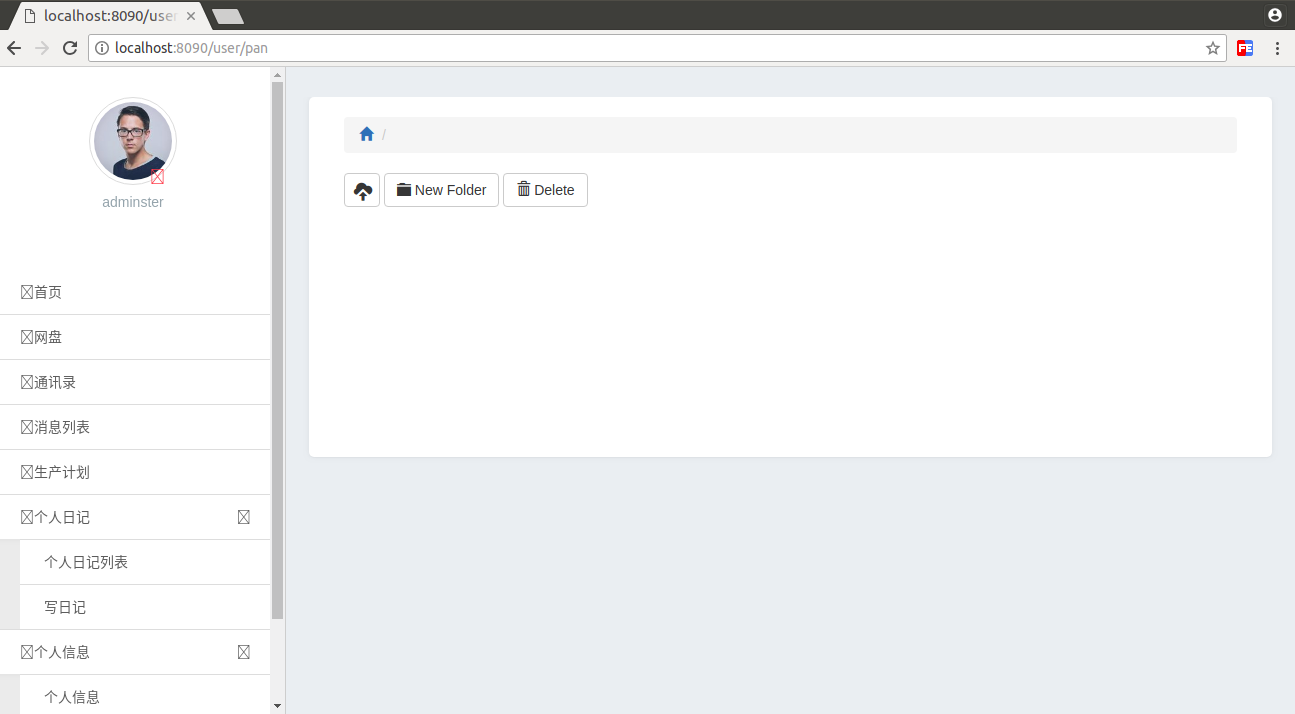 localhost:8090/user
localhost:8090/user/pan
FE
/
New Folder
Delete
adminster
首页
网盘
通讯录
消息列表
生产计划
个人日记
个人日记列表
写日记
个人信息
个人信息